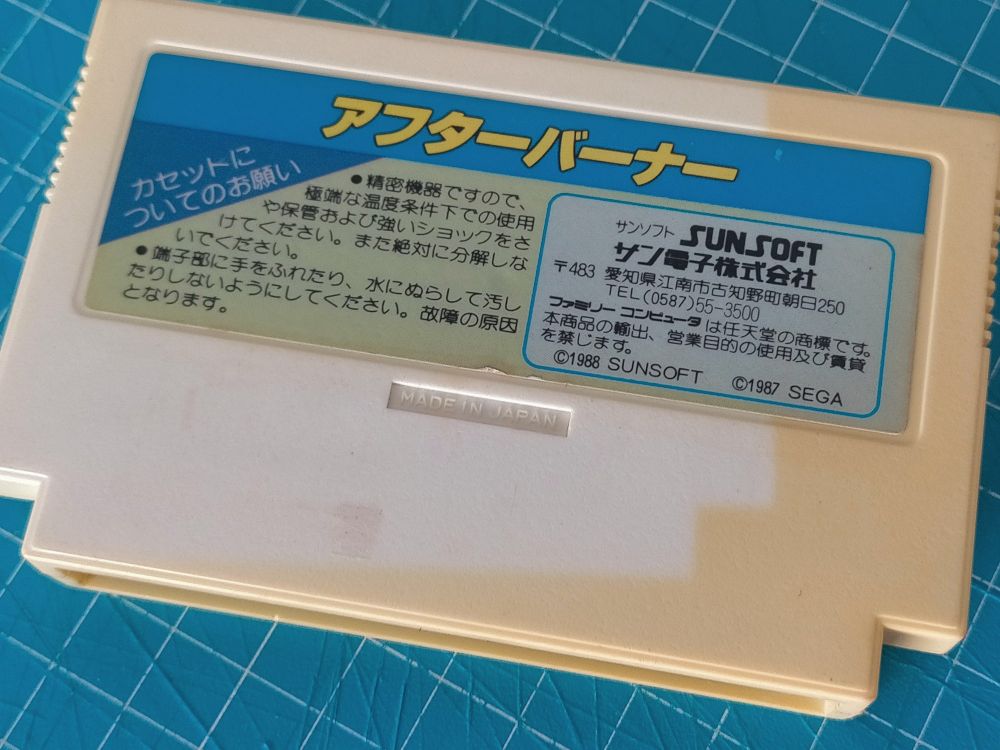 アフターバーナー
カセットに
ついてのお願い
●精密機器ですので、
極端な温度条件下での使用
や保管および強いショックをさ
けてください。また絶対に分解しな
いでください。
●端子部に手をふれたり、水にぬらして汚し
たりしないようにしてください。故障の原因
となります。
サンソフト SUNSOFT
サン電子株式会社
〒483 愛知県江南市古知野町朝日250
TEL(0587)55-3500
ファミリーコンピュータは任天堂の商標です。
本商品の輸出、営業目的の使用及び賃貸
を禁じます。
©1988 SUNSOFT ©1987 SEGA
MADE IN JAPAN